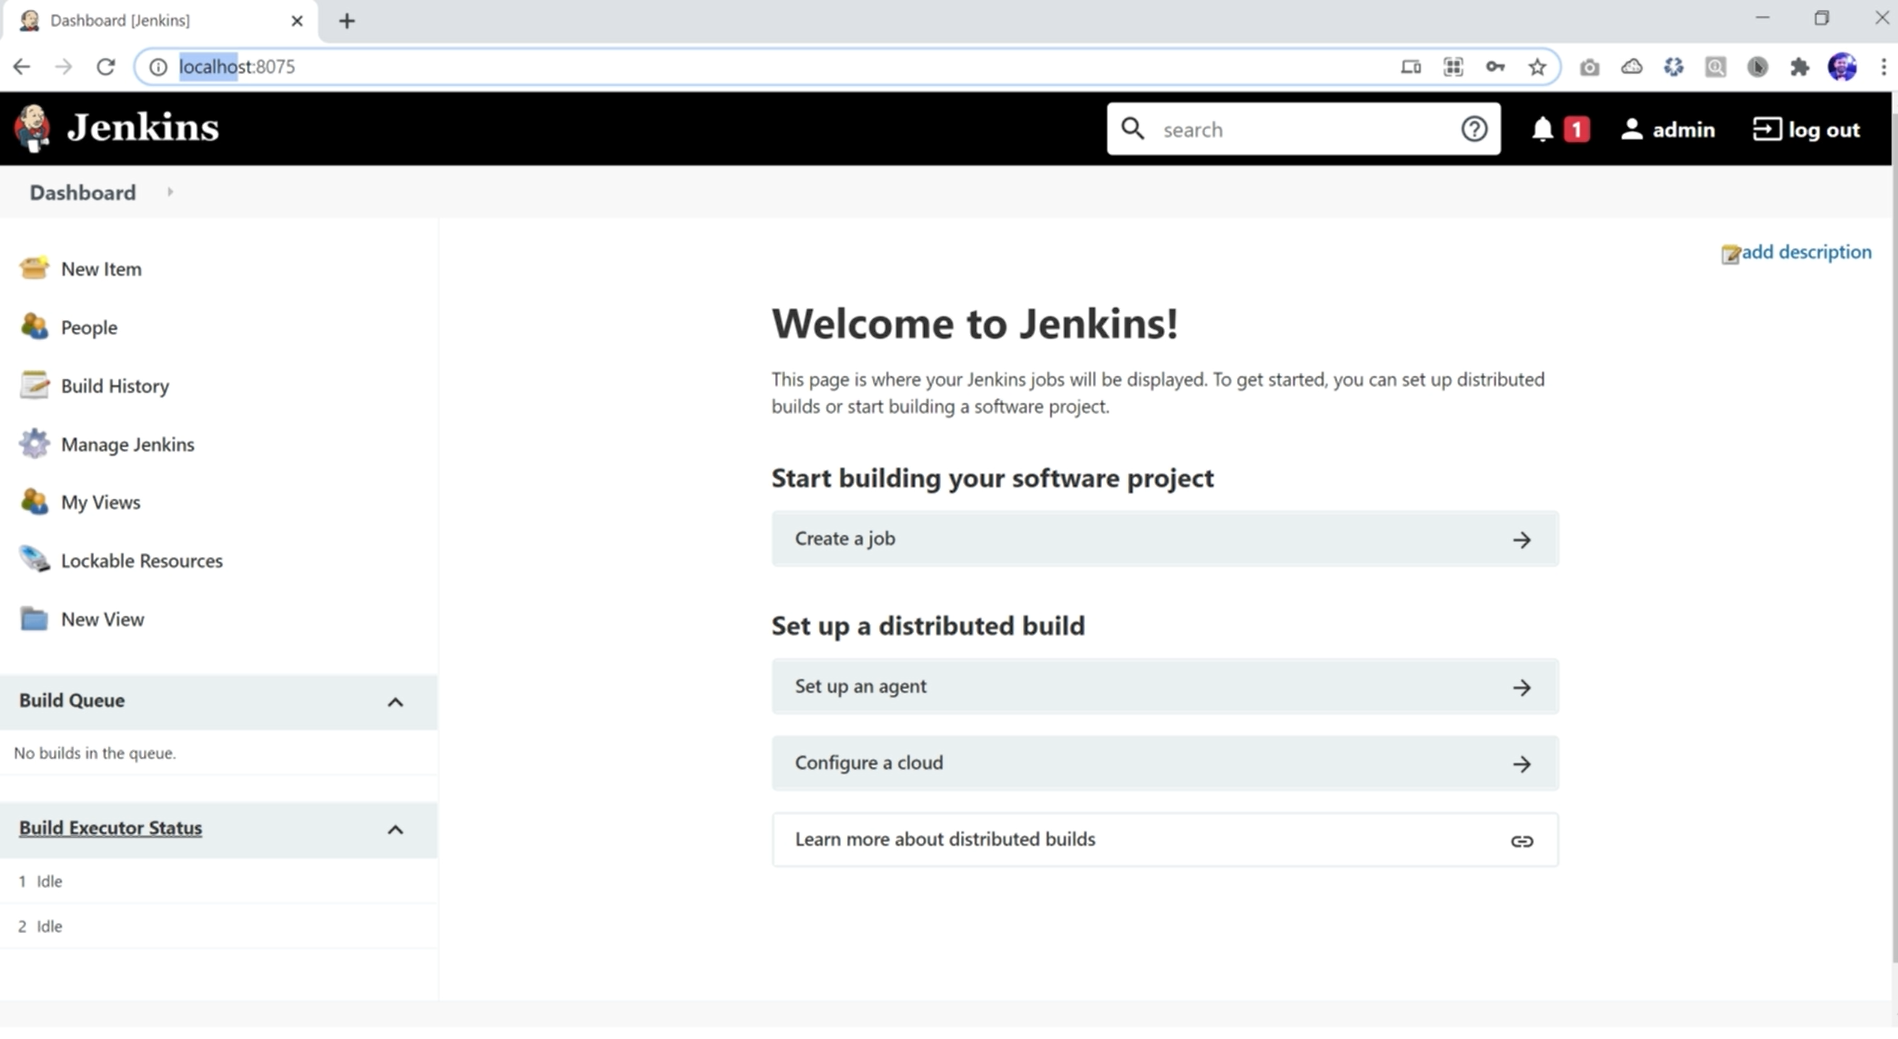 Dashboard [Jenkins]
localhost:8075
Jenkins
search
1
admin
log out
Dashboard
add description
New Item
People
Build History
Manage Jenkins
My Views
Lockable Resources
New View
Build Queue
No builds in the queue.
Build Executor Status
1 Idle
2 Idle
Welcome to Jenkins!
This page is where your Jenkins jobs will be displayed. To get started, you can set up distributed
builds or start building a software project.
Start building your software project
Create a job
Set up a distributed build
Set up an agent
Configure a cloud
Learn more about distributed builds